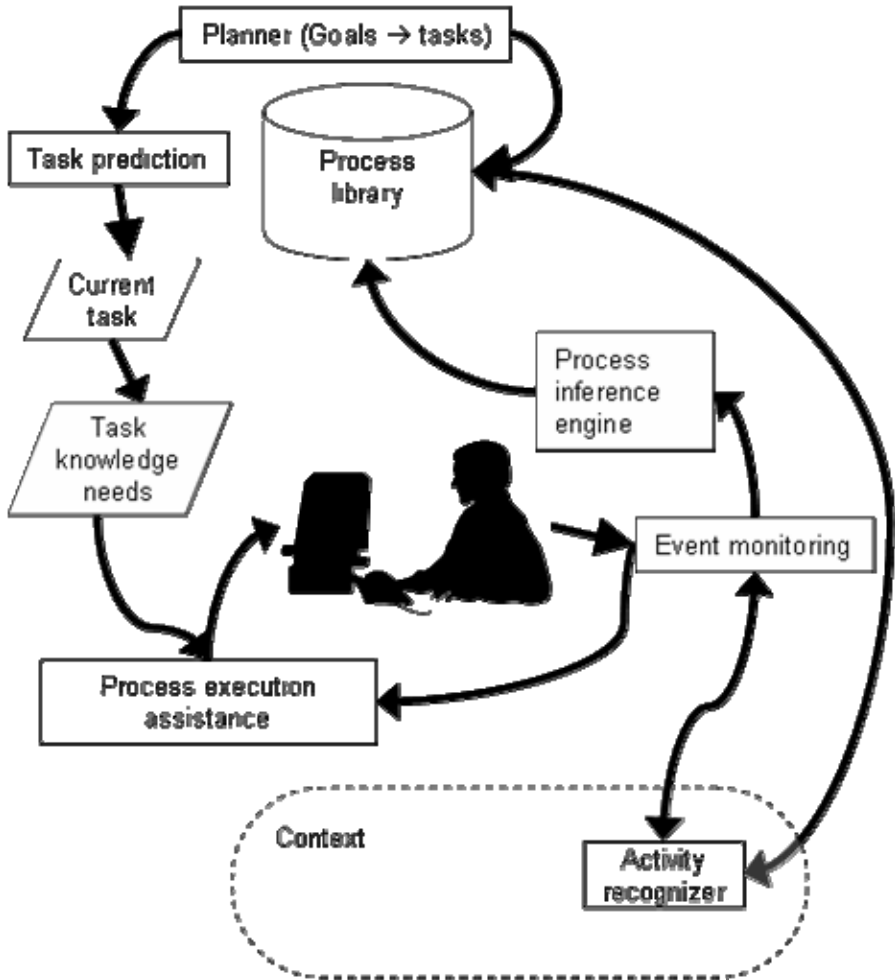 Planner (Goals → tasks)
Task prediction
Process
library
Current
task
Process
inference
engine
Task
knowledge
needs
Event monitoring
Process execution
assistance
Context
Activity
recognizer